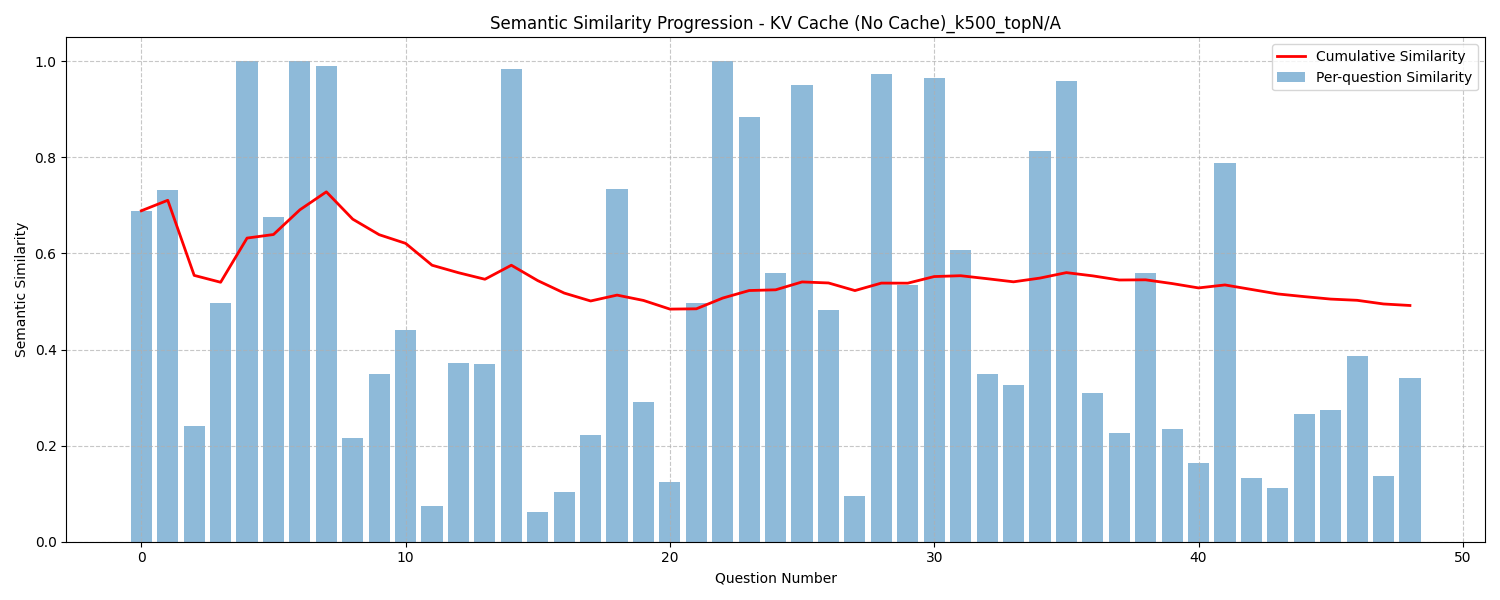 Semantic Similarity Progression - KV Cache (No Cache)_k500_topN/A
Cumulative Similarity
Per-question Similarity
Semantic Similarity
1.0
0.8
0.6
0.4
0.2
0.0
0 10 20 30 40 50
Question Number